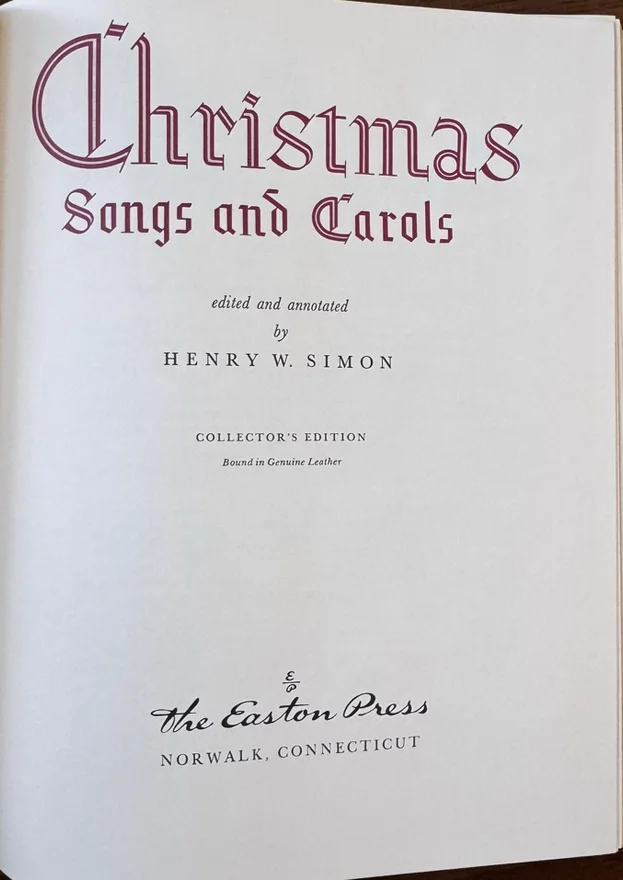 Christmas
Songs and Carols
edited and annotated
by
HENRY W. SIMON
COLLECTOR'S EDITION
Bound in Genuine Leather
E
P
the Easton Press
NORWALK, CONNECTICUT